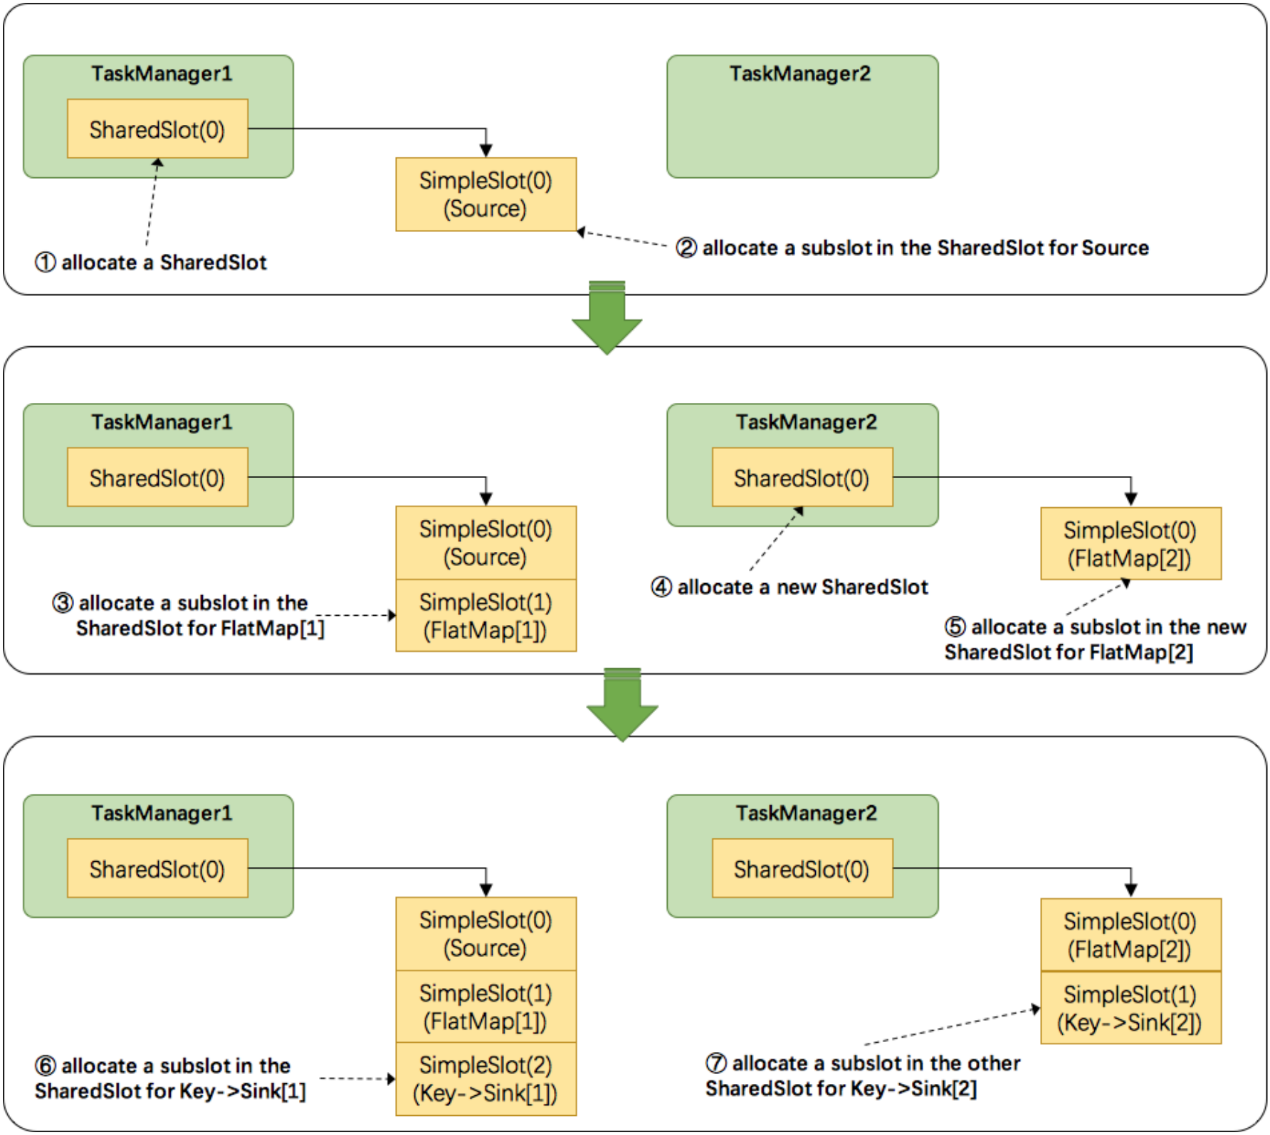 TaskManager1
SharedSlot(0)
SimpleSlot(0)
(Source)
① allocate a SharedSlot
TaskManager2
② allocate a subslot in the SharedSlot for Source
TaskManager1
SharedSlot(0)
SimpleSlot(0)
(Source)
SimpleSlot(1)
(FlatMap[1])
③ allocate a subslot in the
SharedSlot for FlatMap[1]
TaskManager2
SharedSlot(0)
SimpleSlot(0)
(FlatMap[2])
④ allocate a new SharedSlot
⑤ allocate a subslot in the new
SharedSlot for FlatMap[2]
TaskManager1
SharedSlot(0)
SimpleSlot(0)
(Source)
SimpleSlot(1)
(FlatMap[1])
SimpleSlot(2)
(Key->Sink[1])
⑥ allocate a subslot in the
SharedSlot for Key->Sink[1]
TaskManager2
SharedSlot(0)
SimpleSlot(0)
(FlatMap[2])
SimpleSlot(1)
(Key->Sink[2])
⑦ allocate a subslot in the other
SharedSlot for Key->Sink[2]